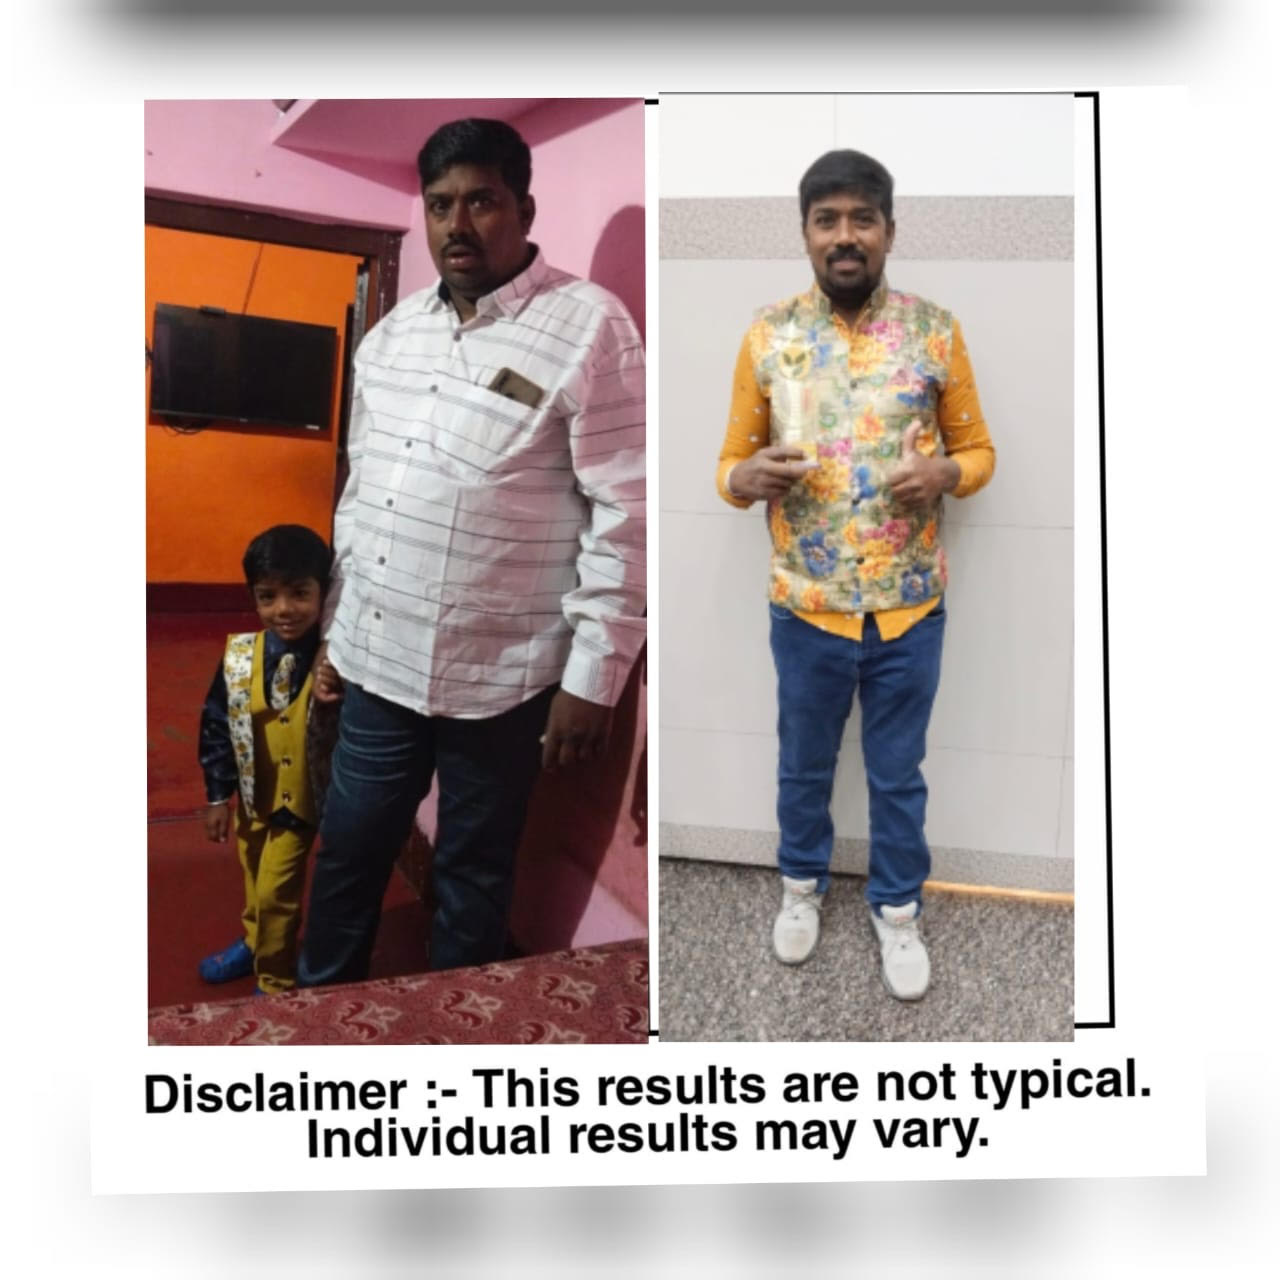 Disclaimer :- This results are not typical.
Individual results may vary.